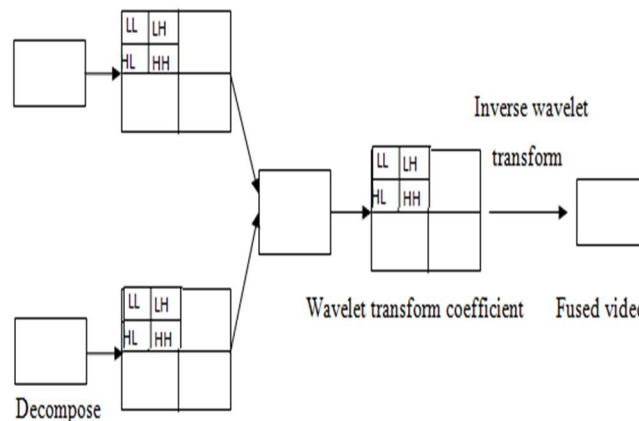 LL LH
HL HH
Inverse wavelet
transform
LL LH
HL HH
Wavelet transform coefficient
Fused video
LL LH
HL HH
Decompose